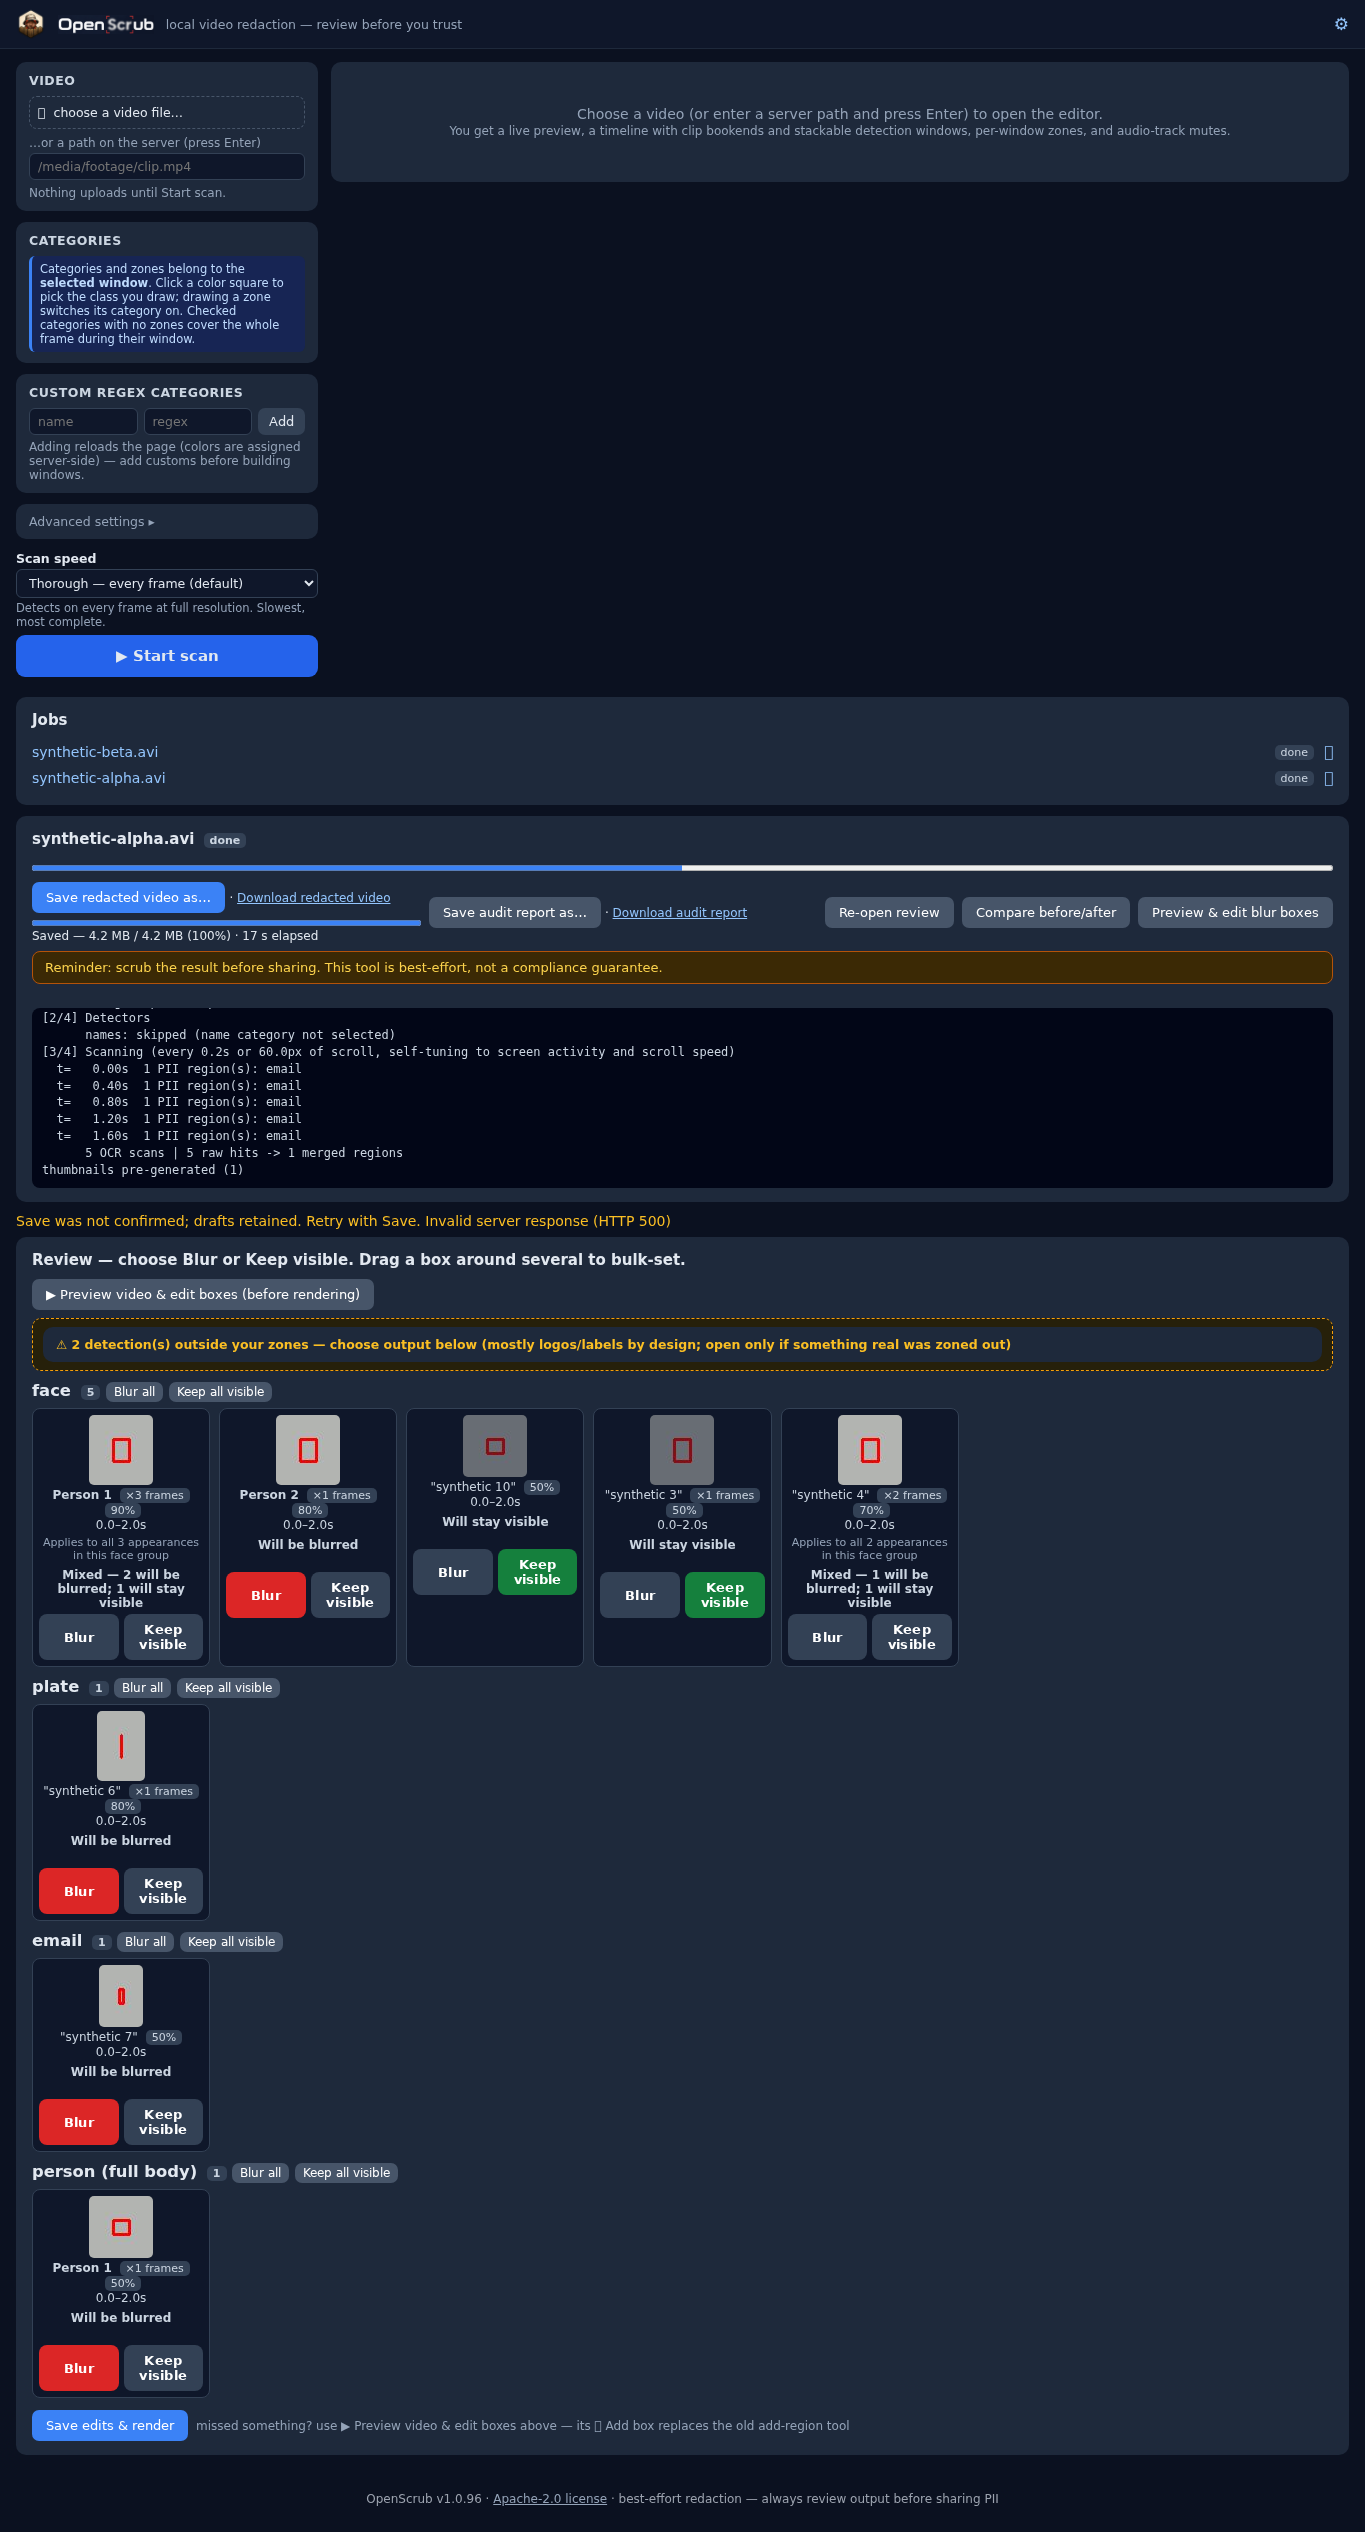 OpenScrub local video redaction — review before you trust ⚙
VIDEO
choose a video file…
…or a path on the server (press Enter)
/media/footage/clip.mp4
Nothing uploads until Start scan.
Choose a video (or enter a server path and press Enter) to open the editor.
You get a live preview, a timeline with clip bookends and stackable detection windows, per-window zones, and audio-track mutes.
CATEGORIES
Categories and zones belong to the
selected window. Click a color square to
pick the class you draw; drawing a zone
switches its category on. Checked
categories with no zones cover the whole
frame during their window.
CUSTOM REGEX CATEGORIES
name regex Add
Adding reloads the page (colors are assigned
server-side) — add customs before building
windows.
Advanced settings ▸
Scan speed
Thorough — every frame (default)
Detects on every frame at full resolution. Slowest,
most complete.
▶ Start scan
Jobs
synthetic-beta.avi done
synthetic-alpha.avi done
synthetic-alpha.avi done
Save redacted video as… · Download redacted video
Saved — 4.2 MB / 4.2 MB (100%) · 17 s elapsed
Save audit report as… · Download audit report
Re-open review Compare before/after Preview & edit blur boxes
Reminder: scrub the result before sharing. This tool is best-effort, not a compliance guarantee.
[2/4] Detectors
names: skipped (name category not selected)
[3/4] Scanning (every 0.2s or 60.0px of scroll, self-tuning to screen activity and scroll speed)
t= 0.00s 1 PII region(s): email
t= 0.40s 1 PII region(s): email
t= 0.80s 1 PII region(s): email
t= 1.20s 1 PII region(s): email
t= 1.60s 1 PII region(s): email
5 OCR scans | 5 raw hits -> 1 merged regions
thumbnails pre-generated (1)
Save was not confirmed; drafts retained. Retry with Save. Invalid server response (HTTP 500)
Review — choose Blur or Keep visible. Drag a box around several to bulk-set.
▶ Preview video & edit boxes (before rendering)
⚠ 2 detection(s) outside your zones — choose output below (mostly logos/labels by design; open only if something real was zoned out)
face 5 Blur all Keep all visible
Person 1 ×3 frames
90%
0.0–2.0s
Applies to all 3 appearances
in this face group
Mixed — 2 will be
blurred; 1 will stay
visible
Blur Keep visible
Person 2 ×1 frames
80%
0.0–2.0s
Will be blurred
Blur Keep visible
"synthetic 10" 50%
0.0–2.0s
Will stay visible
Blur Keep visible
"synthetic 3" ×1 frames
50%
0.0–2.0s
Will stay visible
Blur Keep visible
"synthetic 4" ×2 frames
70%
0.0–2.0s
Applies to all 2 appearances
in this face group
Mixed — 1 will be
blurred; 1 will stay
visible
Blur Keep visible
plate 1 Blur all Keep all visible
"synthetic 6" ×1 frames
80%
0.0–2.0s
Will be blurred
Blur Keep visible
email 1 Blur all Keep all visible
"synthetic 7" 50%
0.0–2.0s
Will be blurred
Blur Keep visible
person (full body) 1 Blur all Keep all visible
Person 1 ×1 frames
50%
0.0–2.0s
Will be blurred
Blur Keep visible
Save edits & render missed something? use ▶ Preview video & edit boxes above — its Add box replaces the old add-region tool
OpenScrub v1.0.96 · Apache-2.0 license · best-effort redaction — always review output before sharing PII